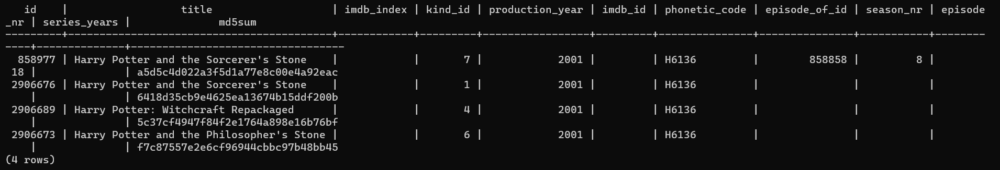 id    |                  title                   | imdb_index | kind_id | production_year | imdb_id | phonetic_code | episode_of_id | season_nr | episode
_nr | series_years |              md5sum
---------+------------------------------------------+------------+---------+-----------------+---------+---------------+---------------+-----------+--------
----+--------------+----------------------------------
  858977 | Harry Potter and the Sorcerer's Stone    |            |       7 |            2001 |         | H6136         |        858858 |         8 |
 18 |              | a5d5c4d022a3f5d1a77e8c00e4a92eac
 2906676 | Harry Potter and the Sorcerer's Stone    |            |       1 |            2001 |         | H6136         |               |           |
    |              | 6418d35cb9e4625ea13674b15ddf200b
 2906689 | Harry Potter: Witchcraft Repackaged      |            |       4 |            2001 |         | H6136         |               |           |
    |              | 5c37cf4947f84f2e1764a898e16b76bf
 2906673 | Harry Potter and the Philosopher's Stone |            |       6 |            2001 |         | H6136         |               |           |
    |              | f7c87557e2e6cf96944cbbc97b48bb45
(4 rows)